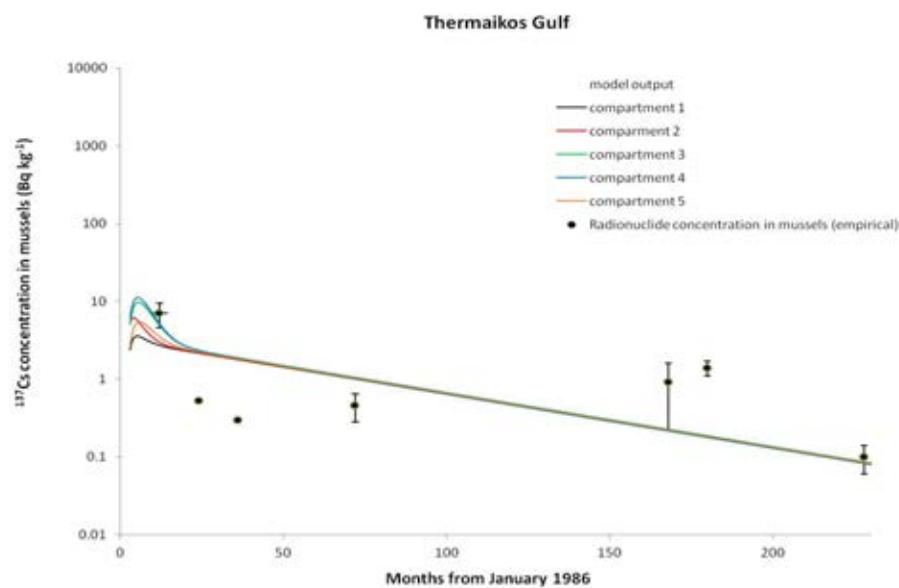 Thermaikos Gulf
10000
1000
100
10
1
0.1
0.01
¹³⁷Cs concentration in mussels (Bq kg⁻¹)
model output
compartment 1
comparment 2
compartment 3
compartment 4
compartment 5
Radionuclide concentration in mussels (empirical)
0 50 100 150 200
Months from January 1986